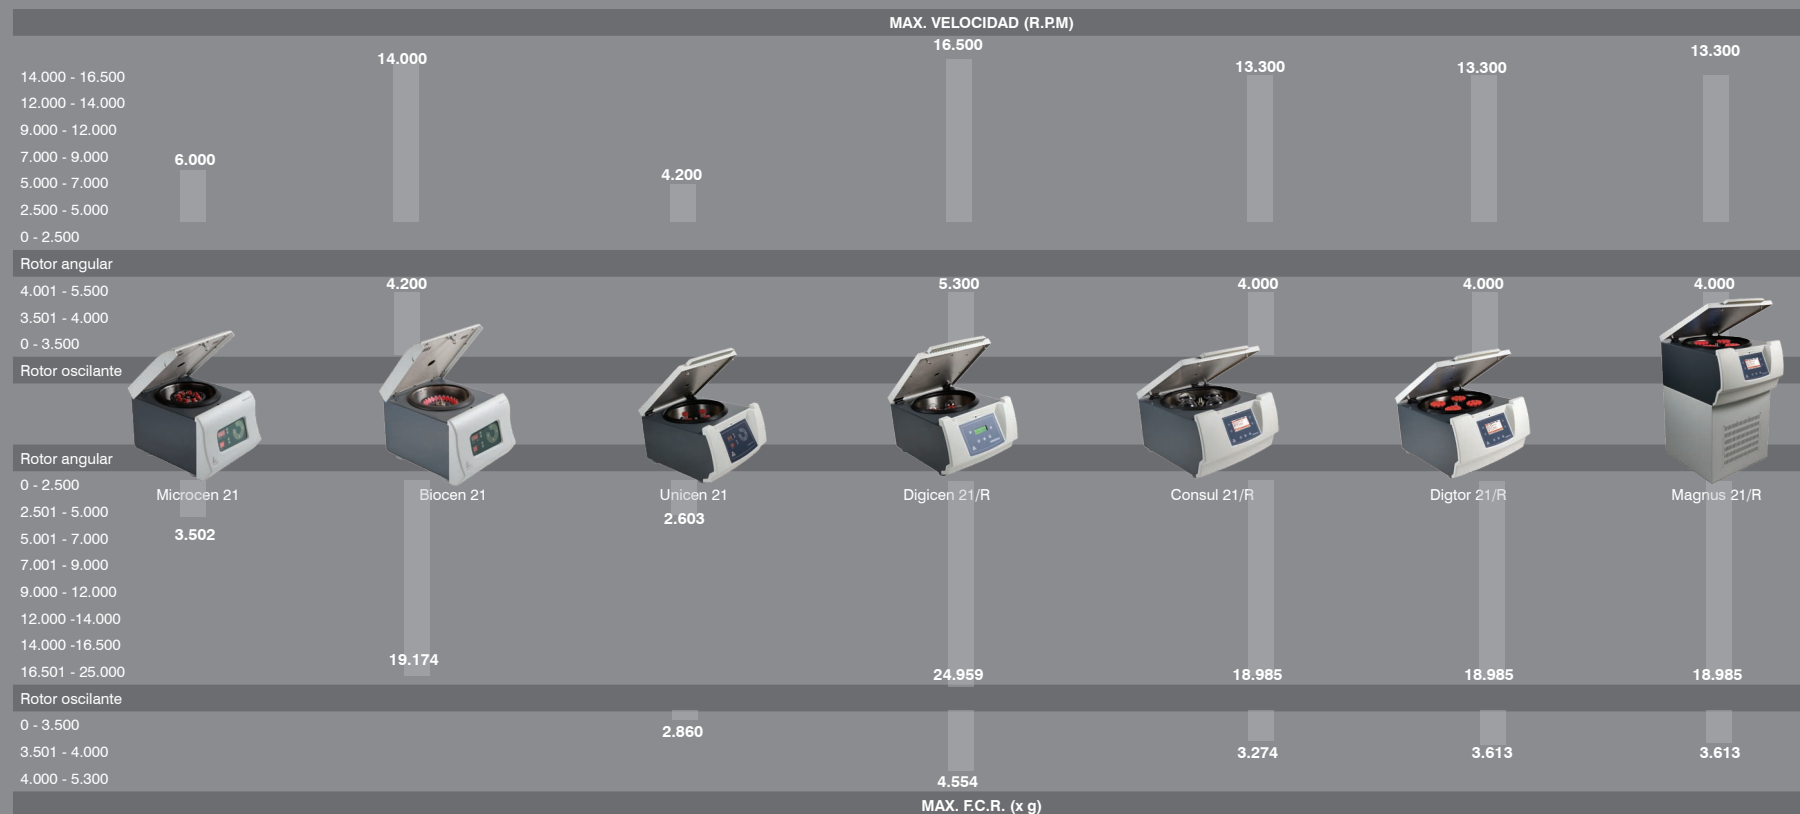 MAX. VELOCIDAD (R.P.M)
16.500
13.300
14.000
13.300
13.300
14.000 - 16.500
12.000 - 14.000
9.000 - 12.000
7.000 - 9.000
6.000
4.200
5.000 - 7.000
2.500 - 5.000
0 - 2.500
Rotor angular
4.200
5.300
4.000
4.000
4.000
4.001 - 5.500
3.501 - 4.000
0 - 3.500
Rotor oscilante
Rotor angular
0 - 2.500
Microcen 21
Biocen 21
Unicen 21
Digicen 21/R
Consul 21/R
Digtor 21/R
Magnus 21/R
2.501 - 5.000
2.603
3.502
5.001 - 7.000
7.001 - 9.000
9.000 - 12.000
12.000 -14.000
14.000 -16.500
19.174
16.501 - 25.000
24.959
18.985
18.985
18.985
Rotor oscilante
0 - 3.500
2.860
3.501 - 4.000
3.274
3.613
3.613
4.000 - 5.300
4.554
MAX. F.C.R. (x g)